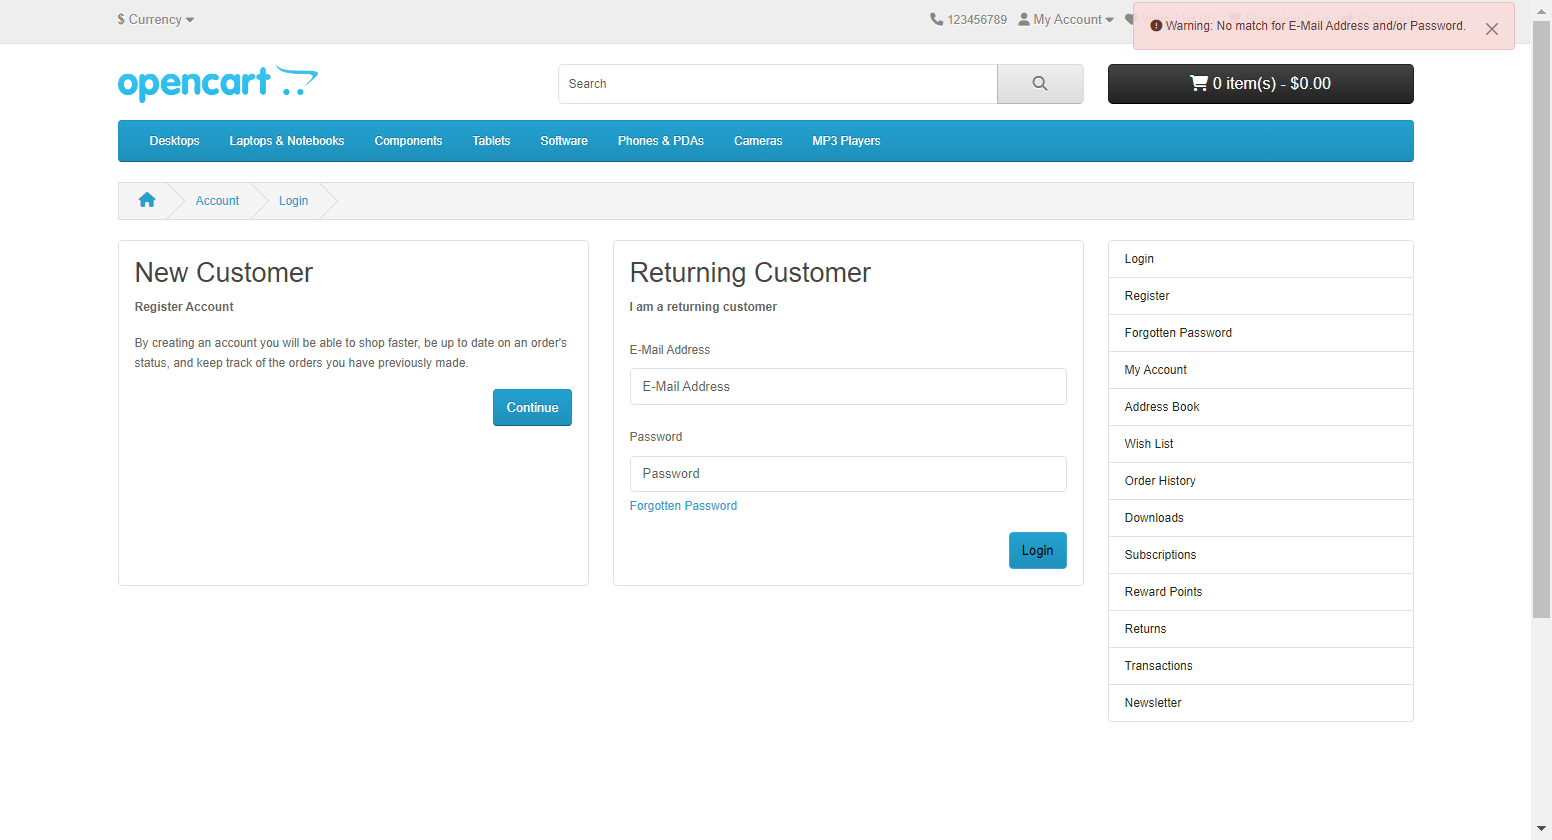 $ Currency
123456789
My Account
Warning: No match for E-Mail Address and/or Password.
opencart
Search
0 item(s) - $0.00
Desktops
Laptops & Notebooks
Components
Tablets
Software
Phones & PDAs
Cameras
MP3 Players
Account
Login
New Customer
Register Account
By creating an account you will be able to shop faster, be up to date on an order's
status, and keep track of the orders you have previously made.
Continue
Returning Customer
I am a returning customer
E-Mail Address
E-Mail Address
Password
Password
Forgotten Password
Login
Login
Register
Forgotten Password
My Account
Address Book
Wish List
Order History
Downloads
Subscriptions
Reward Points
Returns
Transactions
Newsletter